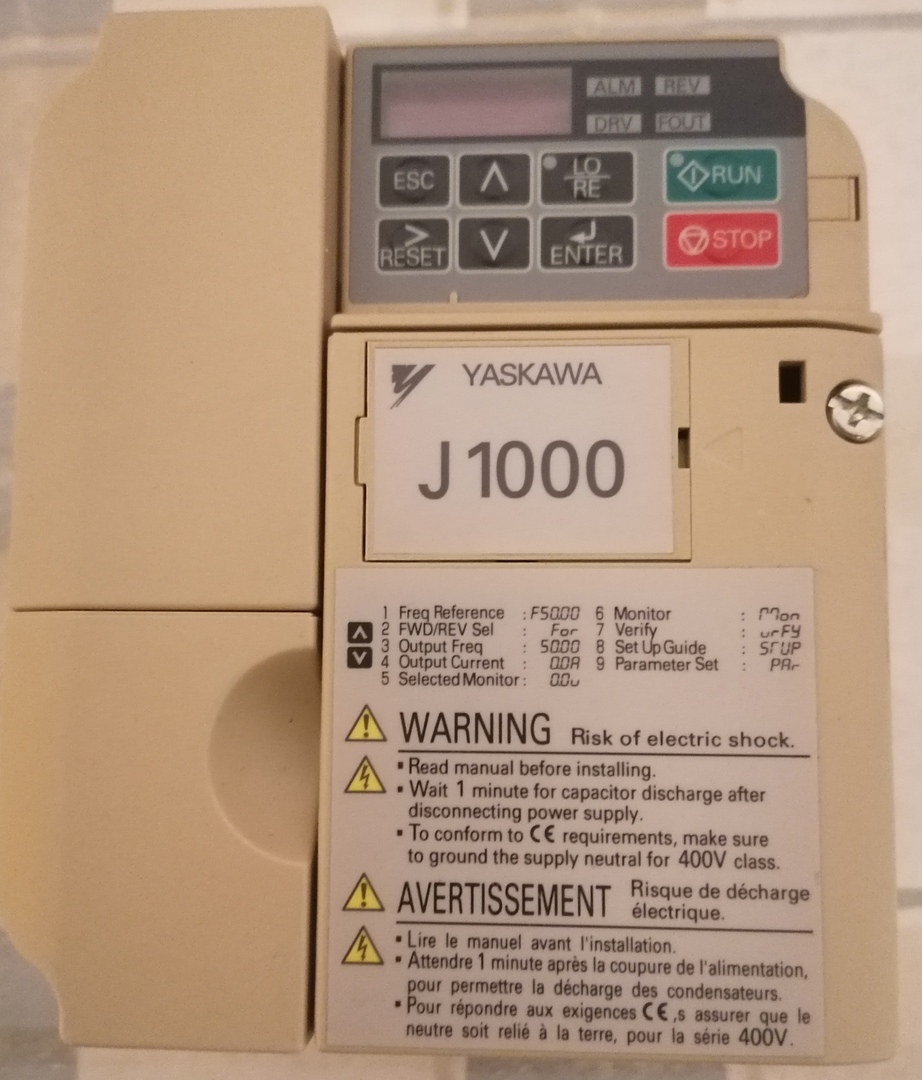 ALM REV
DRV FOUT
ESC ∧ LO/RE RUN
> RESET ∨ ENTER STOP
YASKAWA
J1000
1 Freq Reference : F50.00 6 Monitor : Mon
2 FWD/REV Sel : For 7 Verify : vrFY
3 Output Freq : 50.00 8 Set Up Guide : STUP
4 Output Current : 0.0A 9 Parameter Set : PAr
5 Selected Monitor : 0.0v
WARNING Risk of electric shock.
▪ Read manual before installing.
▪ Wait 1 minute for capacitor discharge after
disconnecting power supply.
▪ To conform to CE requirements, make sure
to ground the supply neutral for 400V class.
AVERTISSEMENT Risque de décharge
électrique.
▪ Lire le manuel avant l'installation.
▪ Attendre 1 minute après la coupure de l'alimentation,
pour permettre la décharge des condensateurs.
▪ Pour répondre aux exigences CE ,s assurer que le
neutre soit relié à la terre, pour la série 400V.